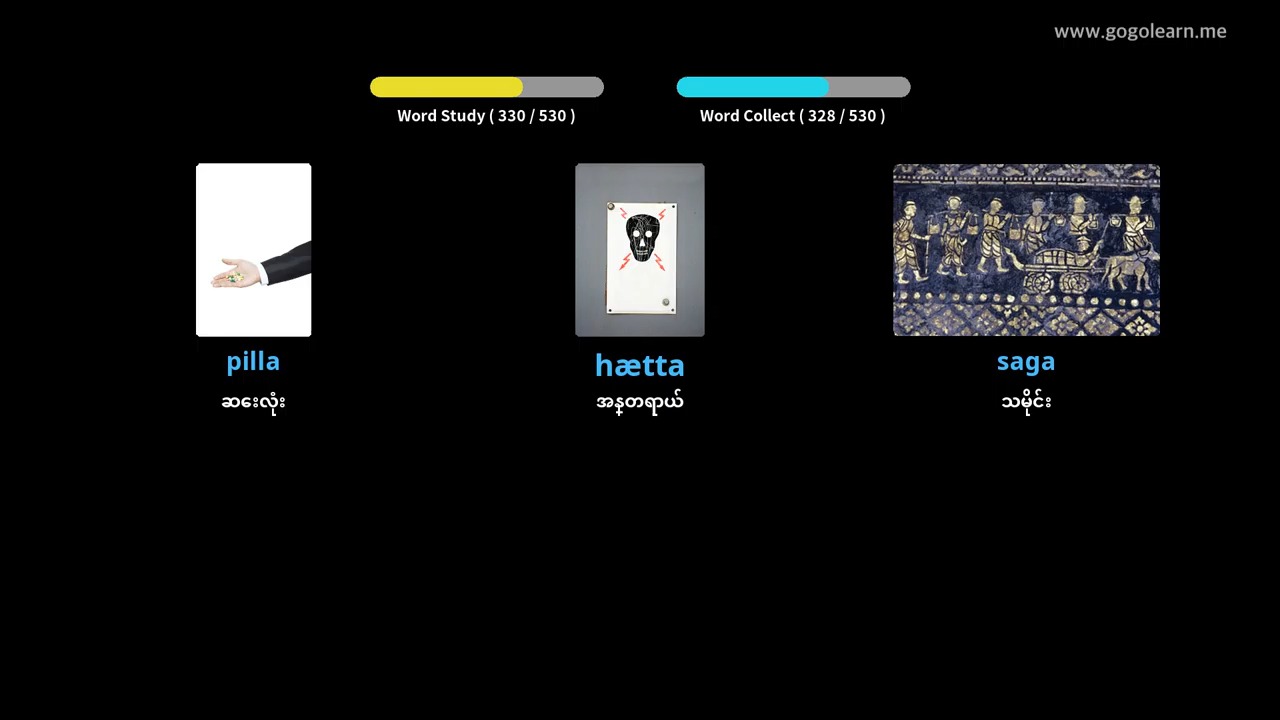 www.gogolearn.me
Word Study ( 330 / 530 )
Word Collect ( 328 / 530 )
pilla
hætta
saga
ဆေးလုံး
အန္တရာယ်
သမိုင်း